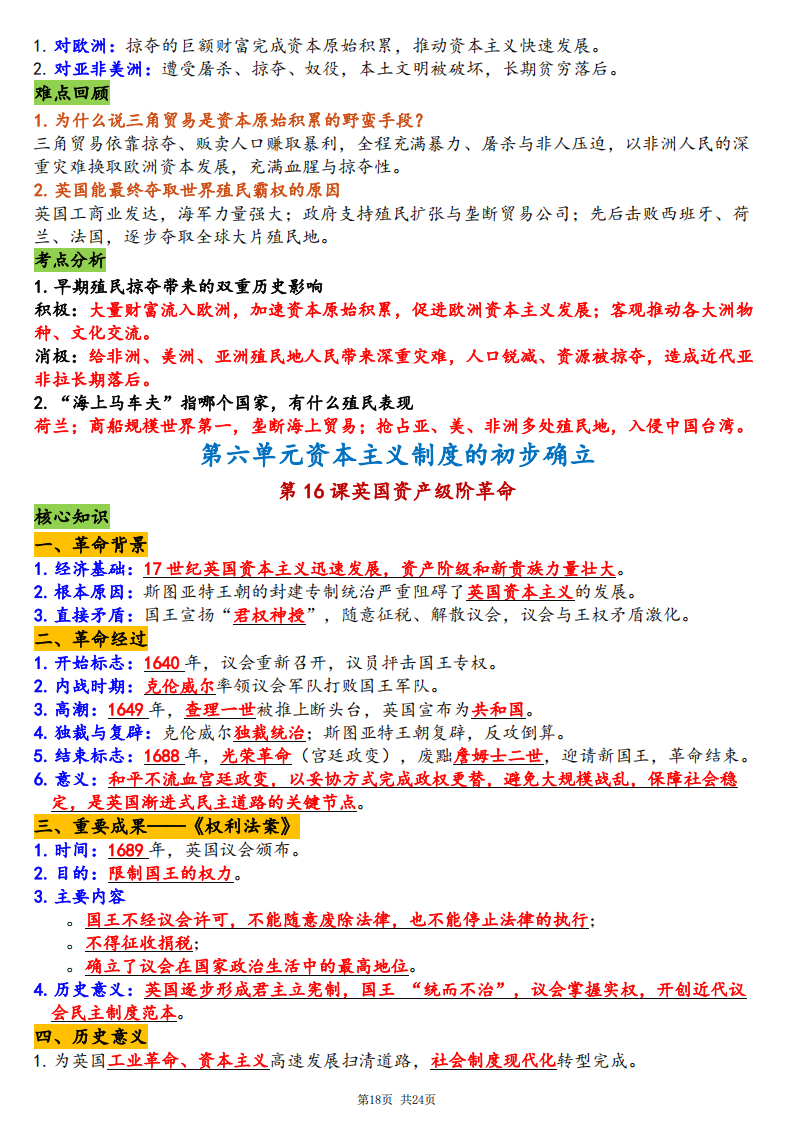 1. 对欧洲：掠夺的巨额财富完成资本原始积累，推动资本主义快速发展。
2. 对亚非美洲：遭受屠杀、掠夺、奴役，本土文明被破坏，长期贫穷落后。
难点回顾
1. 为什么说三角贸易是资本原始积累的野蛮手段？
三角贸易依靠掠夺、贩卖人口赚取暴利，全程充满暴力、屠杀与非人压迫，以非洲人民的深
重灾难换取欧洲资本发展，充满血腥与掠夺性。
2. 英国能最终夺取世界殖民霸权的原因
英国工商业发达，海军力量强大；政府支持殖民扩张与垄断贸易公司；先后击败西班牙、荷
兰、法国，逐步夺取全球大片殖民地。
考点分析
1. 早期殖民掠夺带来的双重历史影响
积极：大量财富流入欧洲，加速资本原始积累，促进欧洲资本主义发展；客观推动各大洲物
种、文化交流。
消极：给非洲、美洲、亚洲殖民地人民带来深重灾难，人口锐减、资源被掠夺，造成近代亚
非拉长期落后。
2. “海上马车夫”指哪个国家，有什么殖民表现
荷兰；商船规模世界第一，垄断海上贸易；抢占亚、美、非洲多处殖民地，入侵中国台湾。
第六单元资本主义制度的初步确立
第 16 课英国资产级阶革命
核心知识
一、革命背景
1. 经济基础：17 世纪英国资本主义迅速发展，资产阶级和新贵族力量壮大。
2. 根本原因：斯图亚特王朝的封建专制统治严重阻碍了英国资本主义的发展。
3. 直接矛盾：国王宣扬“君权神授”，随意征税、解散议会，议会与王权矛盾激化。
二、革命经过
1. 开始标志：1640 年，议会重新召开，议员抨击国王专权。
2. 内战时期：克伦威尔率领议会军队打败国王军队。
3. 高潮：1649 年，查理一世被推上断头台，英国宣布为共和国。
4. 独裁与复辟：克伦威尔独裁统治；斯图亚特王朝复辟，反攻倒算。
5. 结束标志：1688 年，光荣革命（宫廷政变），废黜詹姆士二世，迎请新国王，革命结束。
6. 意义：和平不流血宫廷政变，以妥协方式完成政权更替，避免大规模战乱，保障社会稳
定，是英国渐进式民主道路的关键节点。
三、重要成果——《权利法案》
1. 时间：1689 年，英国议会颁布。
2. 目的：限制国王的权力。
3. 主要内容
。国王不经议会许可，不能随意废除法律，也不能停止法律的执行；
。不得征收捐税；
。确立了议会在国家政治生活中的最高地位。
4. 历史意义：英国逐步形成君主立宪制，国王 “统而不治”，议会掌握实权，开创近代议
会民主制度范本。
四、历史意义
1. 为英国工业革命、资本主义高速发展扫清道路，社会制度现代化转型完成。
第18页 共24页